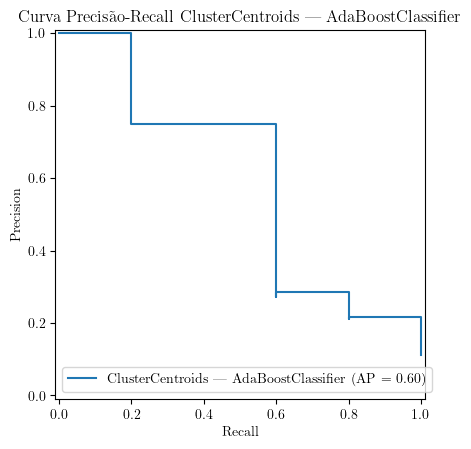 Curva Precisão-Recall ClusterCentroids — AdaBoostClassifier
1.0
0.8
0.6
0.4
0.2
0.0
Precision
ClusterCentroids — AdaBoostClassifier (AP = 0.60)
0.0 0.2 0.4 0.6 0.8 1.0
Recall